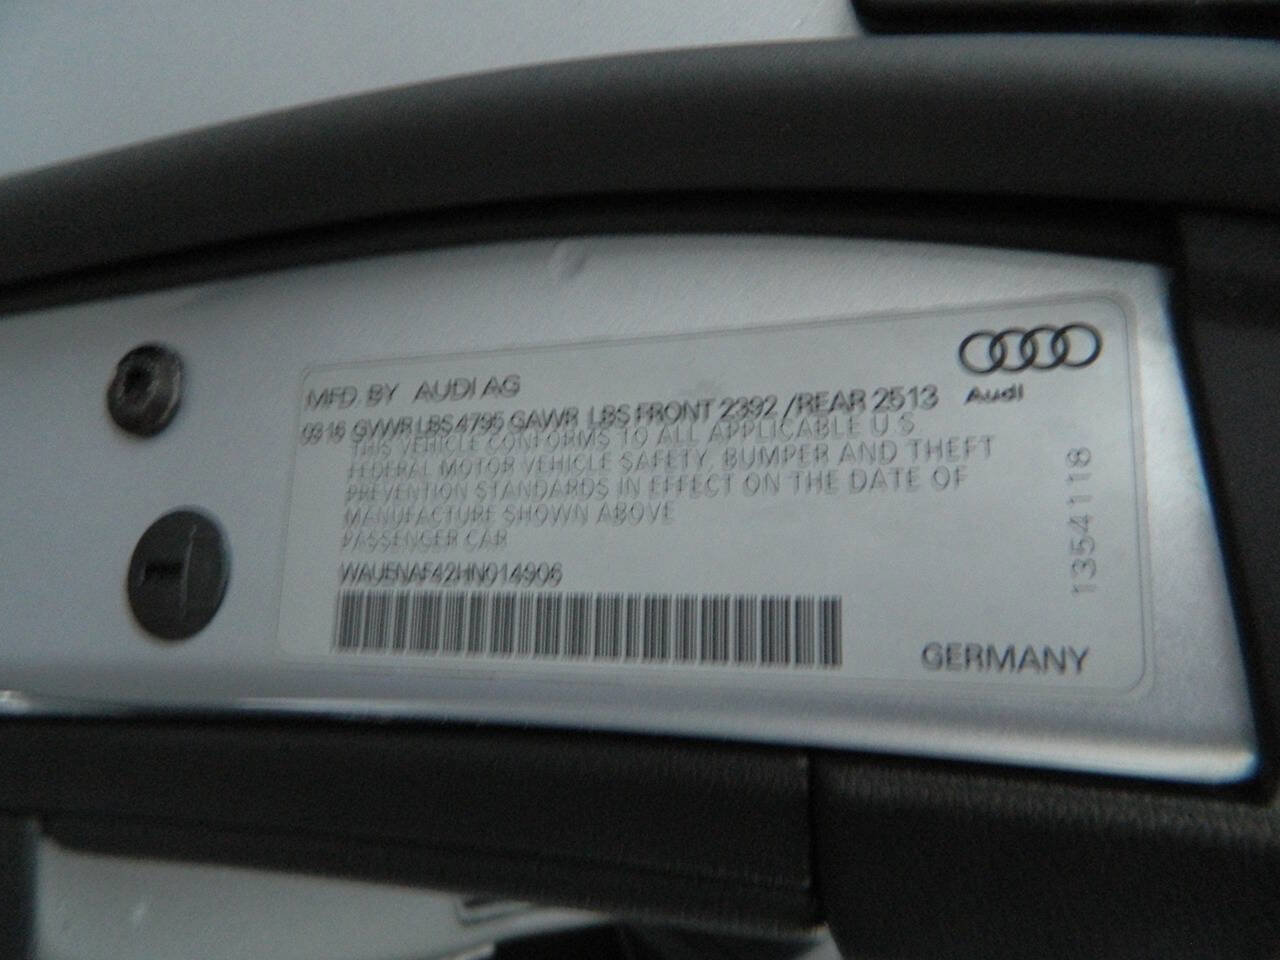 MFD. BY AUDI AG
09 16 GVWR LBS 4795 GAWR LBS FRONT 2392 / REAR 2513
THIS VEHICLE CONFORMS TO ALL APPLICABLE U S
FEDERAL MOTOR VEHICLE SAFETY, BUMPER AND THEFT
PREVENTION STANDARDS IN EFFECT ON THE DATE OF
MANUFACTURE SHOWN ABOVE
PASSENGER CAR
WAUENAF42HN014906
Audi
1354118
GERMANY